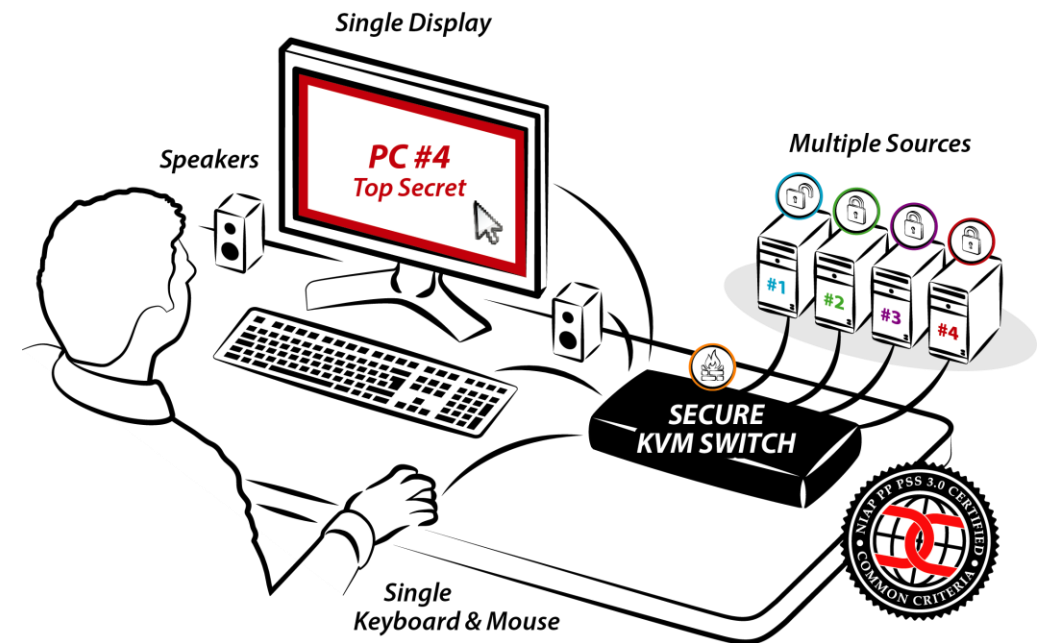 Single Display
Speakers
PC #4
Top Secret
Multiple Sources
#1
#2
#3
#4
SECURE
KVM SWITCH
Single
Keyboard & Mouse
NIAP PP PSS 3.0 CERTIFIED
COMMON CRITERIA